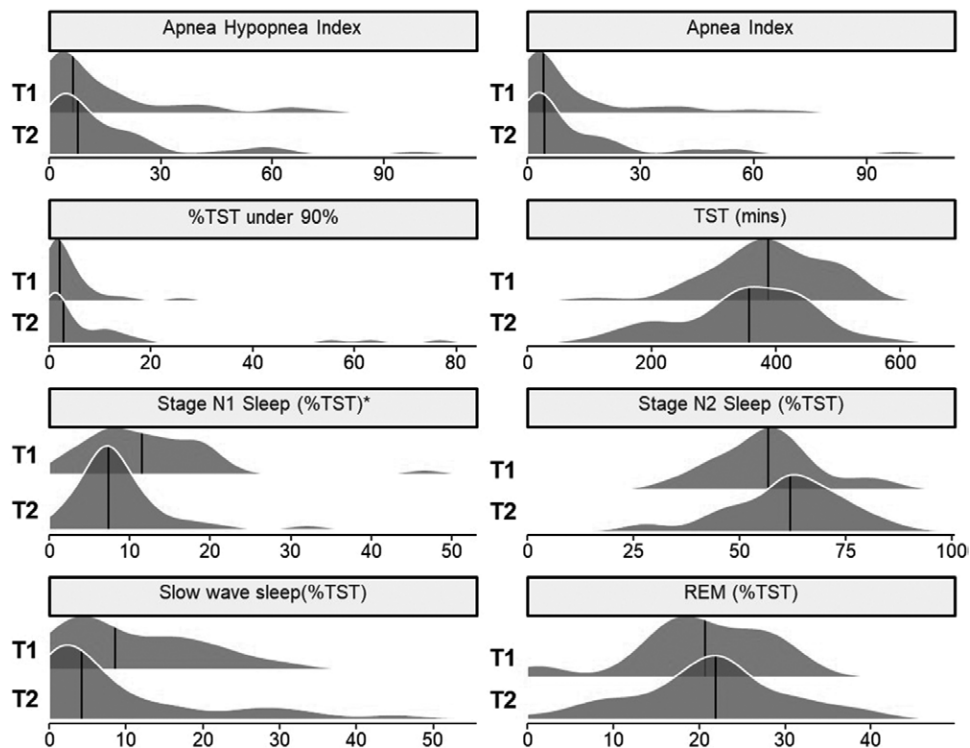 Apnea Hypopnea Index
T1
T2
0 30 60 90
Apnea Index
T1
T2
0 30 60 90
%TST under 90%
T1
T2
0 20 40 60 80
TST (mins)
T1
T2
0 200 400 600
Stage N1 Sleep (%TST)*
T1
T2
0 10 20 30 40 50
Stage N2 Sleep (%TST)
T1
T2
0 25 50 75 100
Slow wave sleep(%TST)
T1
T2
0 10 20 30 40 50
REM (%TST)
T1
T2
0 10 20 30 40